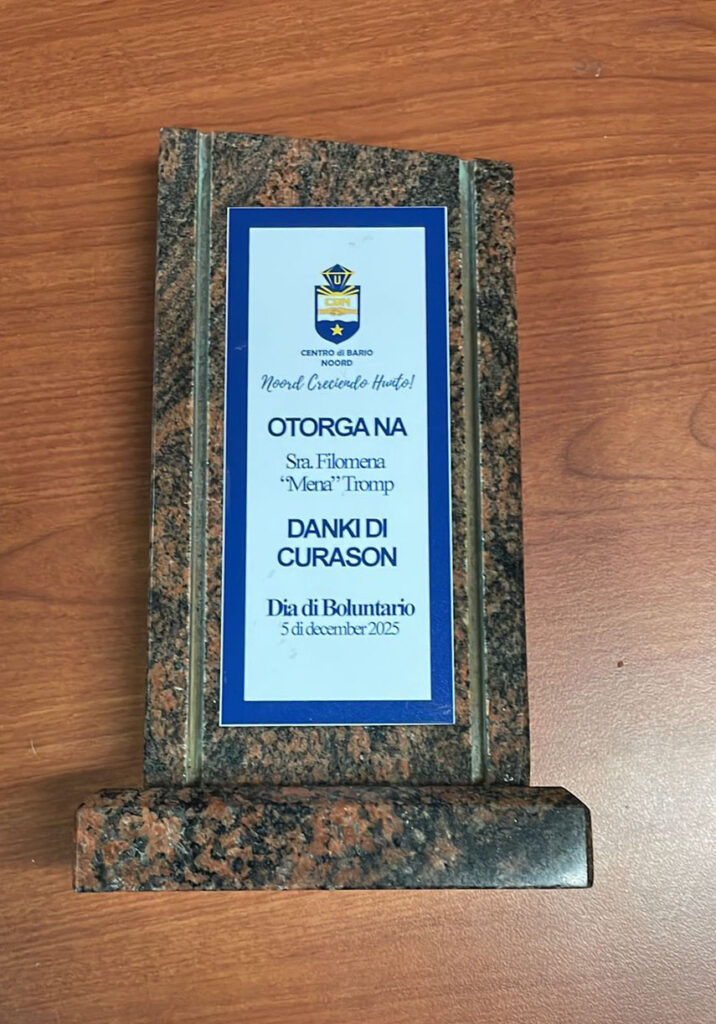 U
CBN
CENTRO di BARIO
NOORD
Noord Creciendo Hunto!
OTORGA NA
Sra. Filomena
“Mena” Tromp
DANKI DI
CURASON
Dia di Boluntario
5 di december 2025